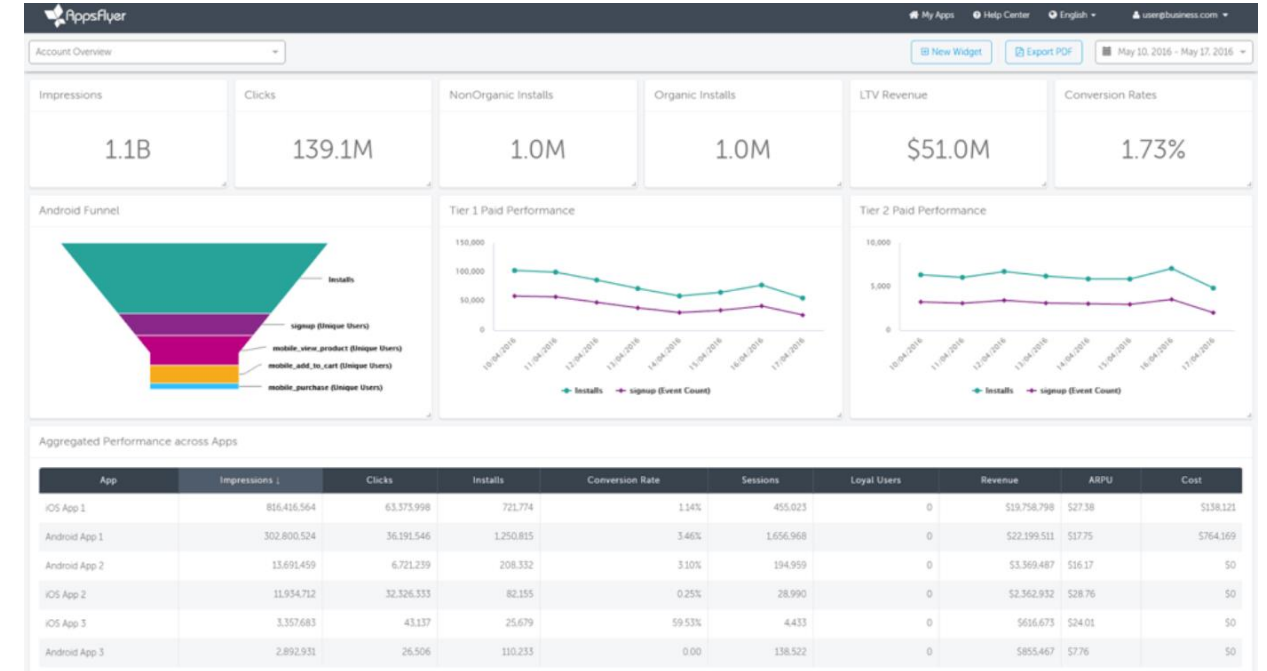 AppsFlyer
My Apps
Help Center
English
user@business.com
Account Overview
New Widget
Export PDF
May 10, 2016 - May 17, 2016
Impressions
1.1B
Clicks
139.1M
NonOrganic Installs
1.0M
Organic Installs
1.0M
LTV Revenue
$51.0M
Conversion Rates
1.73%
Android Funnel
Installs
signup (Unique Users)
mobile_view_product (Unique Users)
mobile_add_to_cart (Unique Users)
mobile_purchase (Unique Users)
Tier 1 Paid Performance
150,000
100,000
50,000
0
10/04/2016 11/04/2016 12/04/2016 13/04/2016 14/04/2016 15/04/2016 16/04/2016 17/04/2016
Installs signup (Event Count)
Tier 2 Paid Performance
10,000
5,000
0
10/04/2016 11/04/2016 12/04/2016 13/04/2016 14/04/2016 15/04/2016 16/04/2016 17/04/2016
Installs signup (Event Count)
Aggregated Performance across Apps
App Impressions ↓ Clicks Installs Conversion Rate Sessions Loyal Users Revenue ARPU Cost
iOS App 1 816,416,564 63,373,998 721,774 1.14% 455,023 0 $19,758,798 $27.38 $138,121
Android App 1 302,800,524 36,191,546 1,250,815 3.46% 1,656,968 0 $22,199,511 $17.75 $764,169
Android App 2 13,691,459 6,721,239 208,332 3.10% 194,959 0 $3,369,487 $16.17 $0
iOS App 2 11,934,712 32,326,333 82,155 0.25% 28,990 0 $2,362,932 $28.76 $0
iOS App 3 3,357,683 43,137 25,679 59.53% 4,433 0 $616,673 $24.01 $0
Android App 3 2,892,931 26,506 110,233 0.00 138,522 0 $855,467 $7.76 $0